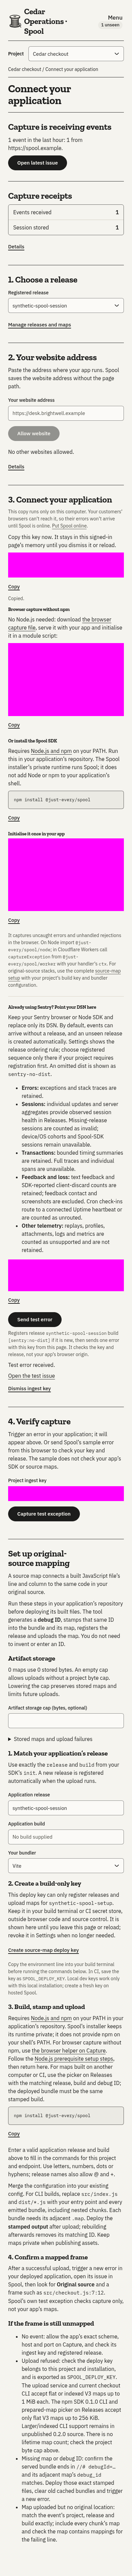 Cedar
Operations ·
Spool
Menu
1 unseen
Project
Cedar checkout
Cedar checkout / Connect your application
Connect your
application
Capture is receiving events
1 event in the last hour: 1 from
https://spool.example.
Open latest issue
Capture receipts
Events received 1
Session stored 1
Details
1. Choose a release
Registered release
synthetic-spool-session
Manage releases and maps
2. Your website address
Paste the address where your app runs. Spool
saves the website address without the page
path.
Your website address
https://desk.brightwell.example
Allow website
No other websites allowed.
Details
3. Connect your application
This copy runs only on this computer. Your customers'
browsers can't reach it, so their errors won't arrive
until Spool is online. Put Spool online.
Copy this key now. It stays in this signed-in
page's memory until you dismiss it or reload.
Copy
Copied.
Browser capture without npm
No Node.js needed: download the browser
capture file, serve it with your app and initialise
it in a module script:
Copy
Or install the Spool SDK
Requires Node.js and npm on your PATH. Run
this in your application's repository. The Spool
installer's private runtime runs Spool; it does
not add Node or npm to your application's
shell.
npm install @just-every/spool
Copy
Initialise it once in your app
Copy
It captures uncaught errors and unhandled rejections
in the browser. On Node import @just-
every/spool/node; in Cloudflare Workers call
captureException from @just-
every/spool/worker with your handler's ctx. For
original-source stacks, use the complete source-map
setup for its restricted deploy key, build and bundler
configuration.
Already using Sentry? Point your DSN here
Keep your Sentry browser or Node SDK and
replace only its DSN. By default, events can
arrive without a release, and an unseen release
is created automatically. Settings shows the
release ordering rule; choose registered
sequence only there if your project requires
registration first. An omitted dist is shown as
sentry-no-dist.
• Errors: exceptions and stack traces are
retained.
• Sessions: individual updates and server
aggregates provide observed session
health in Releases. Missing-release
sessions are counted as invalid;
device/OS cohorts and Spool-SDK
sessions remain unavailable.
• Transactions: bounded timing summaries
are retained. Full traces and individual
spans are unavailable.
• Feedback and loss: text feedback and
SDK-reported client-discard counts are
retained; feedback contact and
screenshots are excluded. Cron check-ins
route to a connected Uptime heartbeat or
are counted as unrouted.
• Other telemetry: replays, profiles,
attachments, logs and metrics are
counted as unsupported and are not
retained.
Copy
Send test error
Registers release synthetic-spool-session build
[sentry-no-dist] if it is new, then sends one error
with this key from this page. It checks the key and
release, not your app's browser origin.
Test error received.
Open the test issue
Dismiss ingest key
4. Verify capture
Trigger an error in your application; it will
appear above. Or send Spool's sample error
from this browser to check your key and
release. The sample does not check your app's
SDK or source maps.
Project ingest key
Capture test exception
Set up original-
source mapping
A source map connects a built JavaScript file's
line and column to the same code in your
original source.
Run these steps in your application's repository
before deploying its built files. The tool
generates a debug ID, stamps that same ID
into the bundle and its map, registers the
release and uploads the map. You do not need
to invent or enter an ID.
Artifact storage
0 maps use 0 stored bytes. An empty cap
allows uploads without a project byte cap.
Lowering the cap preserves stored maps and
limits future uploads.
Artifact storage cap (bytes, optional)
Stored maps and upload failures
1. Match your application's release
Use exactly the release and build from your
SDK's init. A new release is registered
automatically when the upload runs.
Application release
synthetic-spool-session
Application build
No build supplied
Your bundler
Vite
2. Create a build-only key
This deploy key can only register releases and
upload maps for synthetic-spool-setup.
Keep it in your build terminal or CI secret store,
outside browser code and source control. It is
shown here until you leave this page or reload;
revoke it in Settings when no longer needed.
Create source-map deploy key
Copy the environment line into your build terminal
before running the commands below. In CI, save the
key as SPOOL_DEPLOY_KEY. Local dev keys work only
with this local installation; create a fresh key on
hosted Spool.
3. Build, stamp and upload
Requires Node.js and npm on your PATH in this
application's repository. Spool's installer keeps
its runtime private; it does not provide npm on
your shell's PATH. For browser capture without
npm, use the browser helper on Capture.
Follow the Node.js prerequisite setup steps,
then return here. For maps built on another
computer or CI, use the picker on Releases
with the matching release, build and debug ID;
the deployed bundle must be the same
stamped build.
npm install @just-every/spool
Copy
Enter a valid application release and build
above to fill in the commands for this project
and map set. Use letters, numbers, dots or
hyphens; release names also allow @ and +.
Merge the configuration into your existing
config. For CLI builds, replace src/index.js
and dist/*.js with your entry point and every
emitted bundle, including nested chunks. Each
bundle needs its adjacent .map. Deploy the
stamped output after upload; rebuilding
afterwards invalidates its matching ID. Keep
maps private when publishing assets.
4. Confirm a mapped frame
After a successful upload, trigger a new error in
your deployed application, open its issue in
Spool, then look for Original source and a
frame such as src/checkout.js:7:12.
Spool's own test exception checks capture only,
not your app's maps.
If the frame is still unmapped
• No event: allow the app's exact scheme,
host and port on Capture, and check its
ingest key and registered release/build.
• Upload refused: check the deploy key
belongs to this project and installation,
and is exported as SPOOL_DEPLOY_KEY.
The upload service and current checkout
CLI accept flat or indexed V3 maps up to
1 MiB each. The npm SDK 0.1.0 CLI and
prepared-map picker on Releases accept
only flat V3 maps up to 256 KiB.
Larger/indexed CLI support remains in
unpublished 0.2.0 source. There is no
lifetime map count; check the project
byte cap above.
• Missing map or debug ID: confirm the
served bundle ends in //# debugId=…
and its adjacent map's debug_id
matches. Deploy those exact stamped
files, clear old cached bundles and trigger
a new error.
• Map uploaded but no original location:
match the event's project, release and
build exactly; include every chunk's map
and check the map contains mappings for
the failing line.